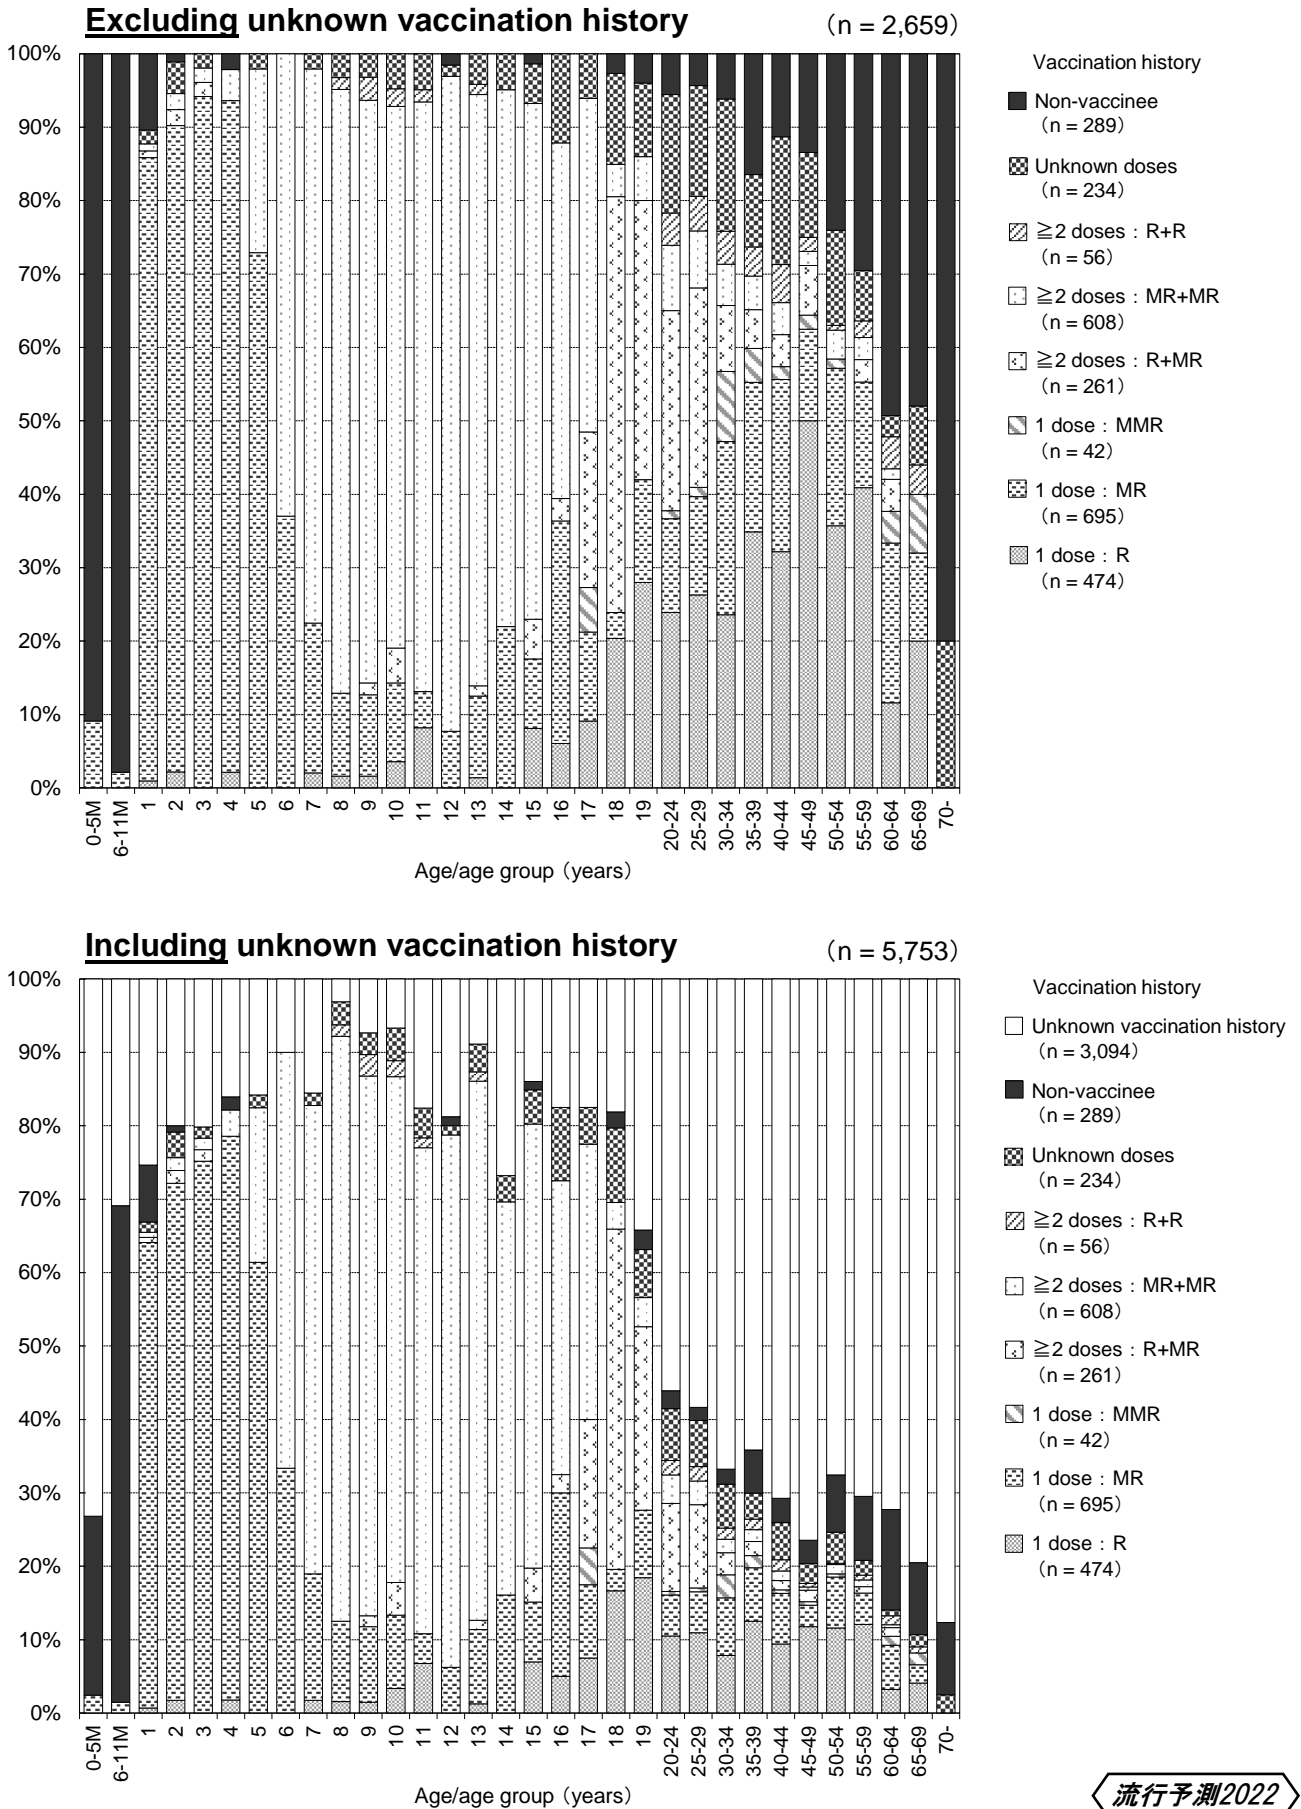 Excluding unknown vaccination history
（n = 2,659）
100%
90%
80%
70%
60%
50%
40%
30%
20%
10%
0%
0-5M
6-11M
1
2
3
4
5
6
7
8
9
10
11
12
13
14
15
16
17
18
19
20-24
25-29
30-34
35-39
40-44
45-49
50-54
55-59
60-64
65-69
70-
Age/age group（years）
Vaccination history
Non-vaccinee
（n = 289）
Unknown doses
（n = 234）
≧2 doses：R+R
（n = 56）
≧2 doses：MR+MR
（n = 608）
≧2 doses：R+MR
（n = 261）
1 dose：MMR
（n = 42）
1 dose：MR
（n = 695）
1 dose：R
（n = 474）
Including unknown vaccination history
（n = 5,753）
100%
90%
80%
70%
60%
50%
40%
30%
20%
10%
0%
0-5M
6-11M
1
2
3
4
5
6
7
8
9
10
11
12
13
14
15
16
17
18
19
20-24
25-29
30-34
35-39
40-44
45-49
50-54
55-59
60-64
65-69
70-
Age/age group（years）
Vaccination history
Unknown vaccination history
（n = 3,094）
Non-vaccinee
（n = 289）
Unknown doses
（n = 234）
≧2 doses：R+R
（n = 56）
≧2 doses：MR+MR
（n = 608）
≧2 doses：R+MR
（n = 261）
1 dose：MMR
（n = 42）
1 dose：MR
（n = 695）
1 dose：R
（n = 474）
流行予測2022